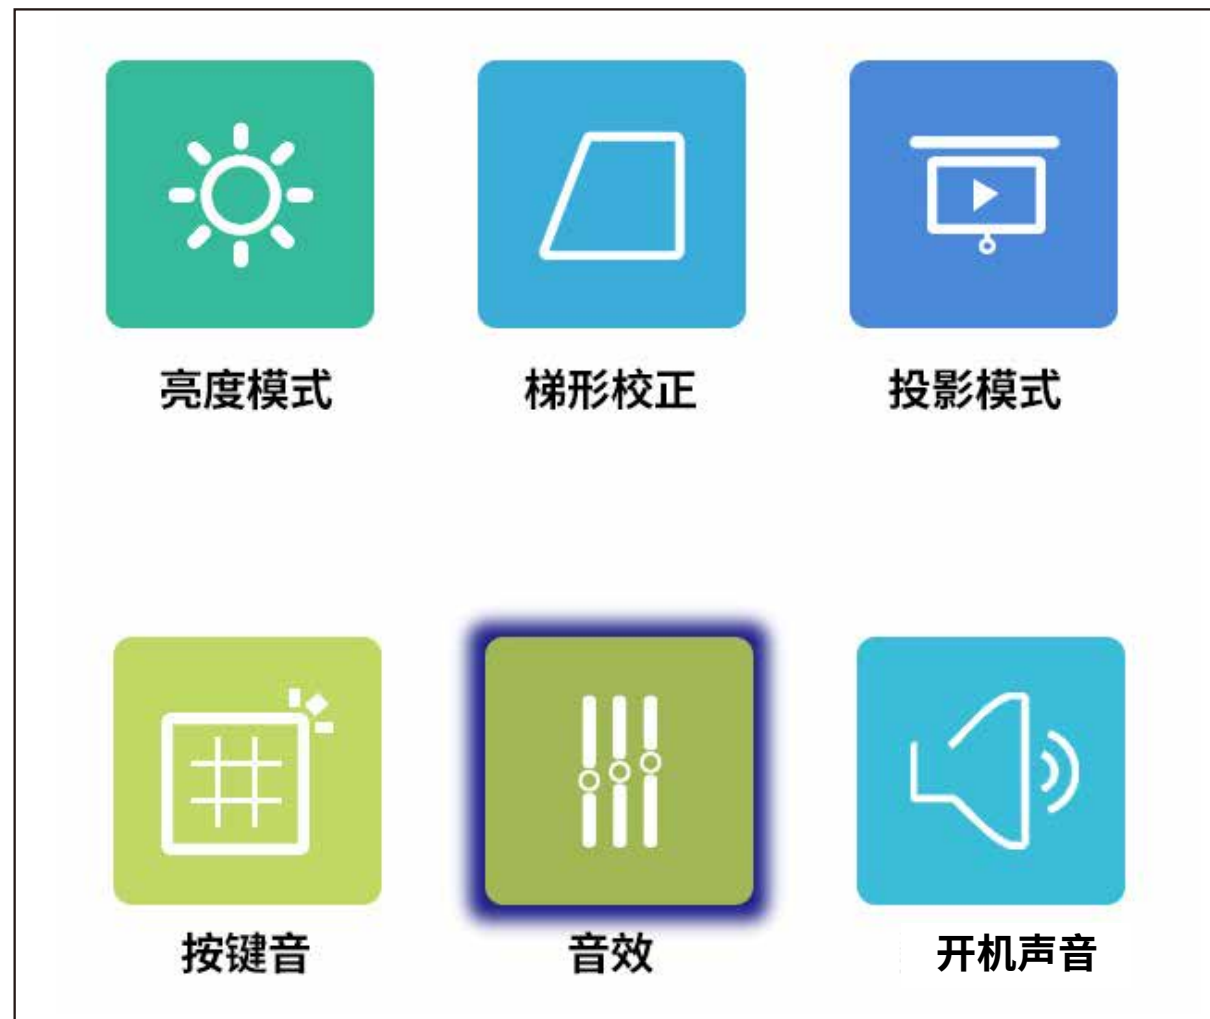 亮度模式
梯形校正
投影模式
按键音
音效
开机声音